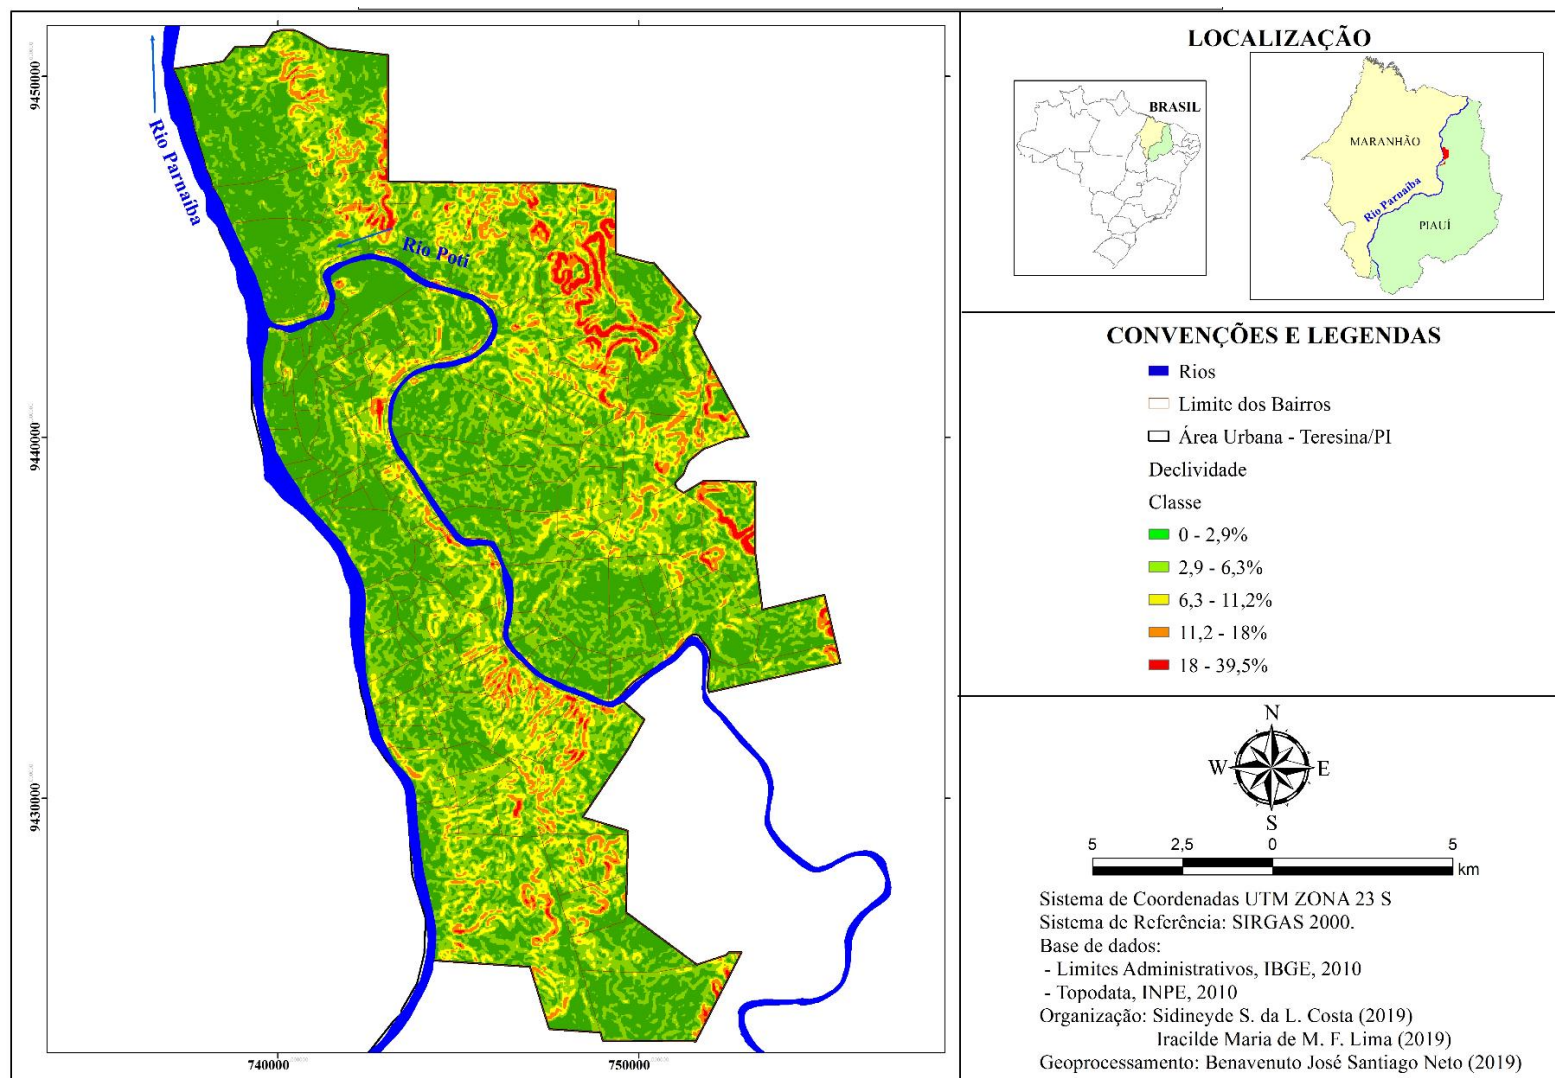 9450000
9440000
9430000
740000
750000
Rio Parnaíba
Rio Poti
LOCALIZAÇÃO
BRASIL
MARANHÃO
Rio Parnaíba
PIAUÍ
CONVENÇÕES E LEGENDAS
Rios
Limite dos Bairros
Área Urbana - Teresina/PI
Declividade
Classe
0 - 2,9%
2,9 - 6,3%
6,3 - 11,2%
11,2 - 18%
18 - 39,5%
N
W E
S
5 2,5 0 5
km
Sistema de Coordenadas UTM ZONA 23 S
Sistema de Referência: SIRGAS 2000.
Base de dados:
- Limites Administrativos, IBGE, 2010
- Topodata, INPE, 2010
Organização: Sidineyde S. da L. Costa (2019)
Iracilde Maria de M. F. Lima (2019)
Geoprocessamento: Benavenuto José Santiago Neto (2019)